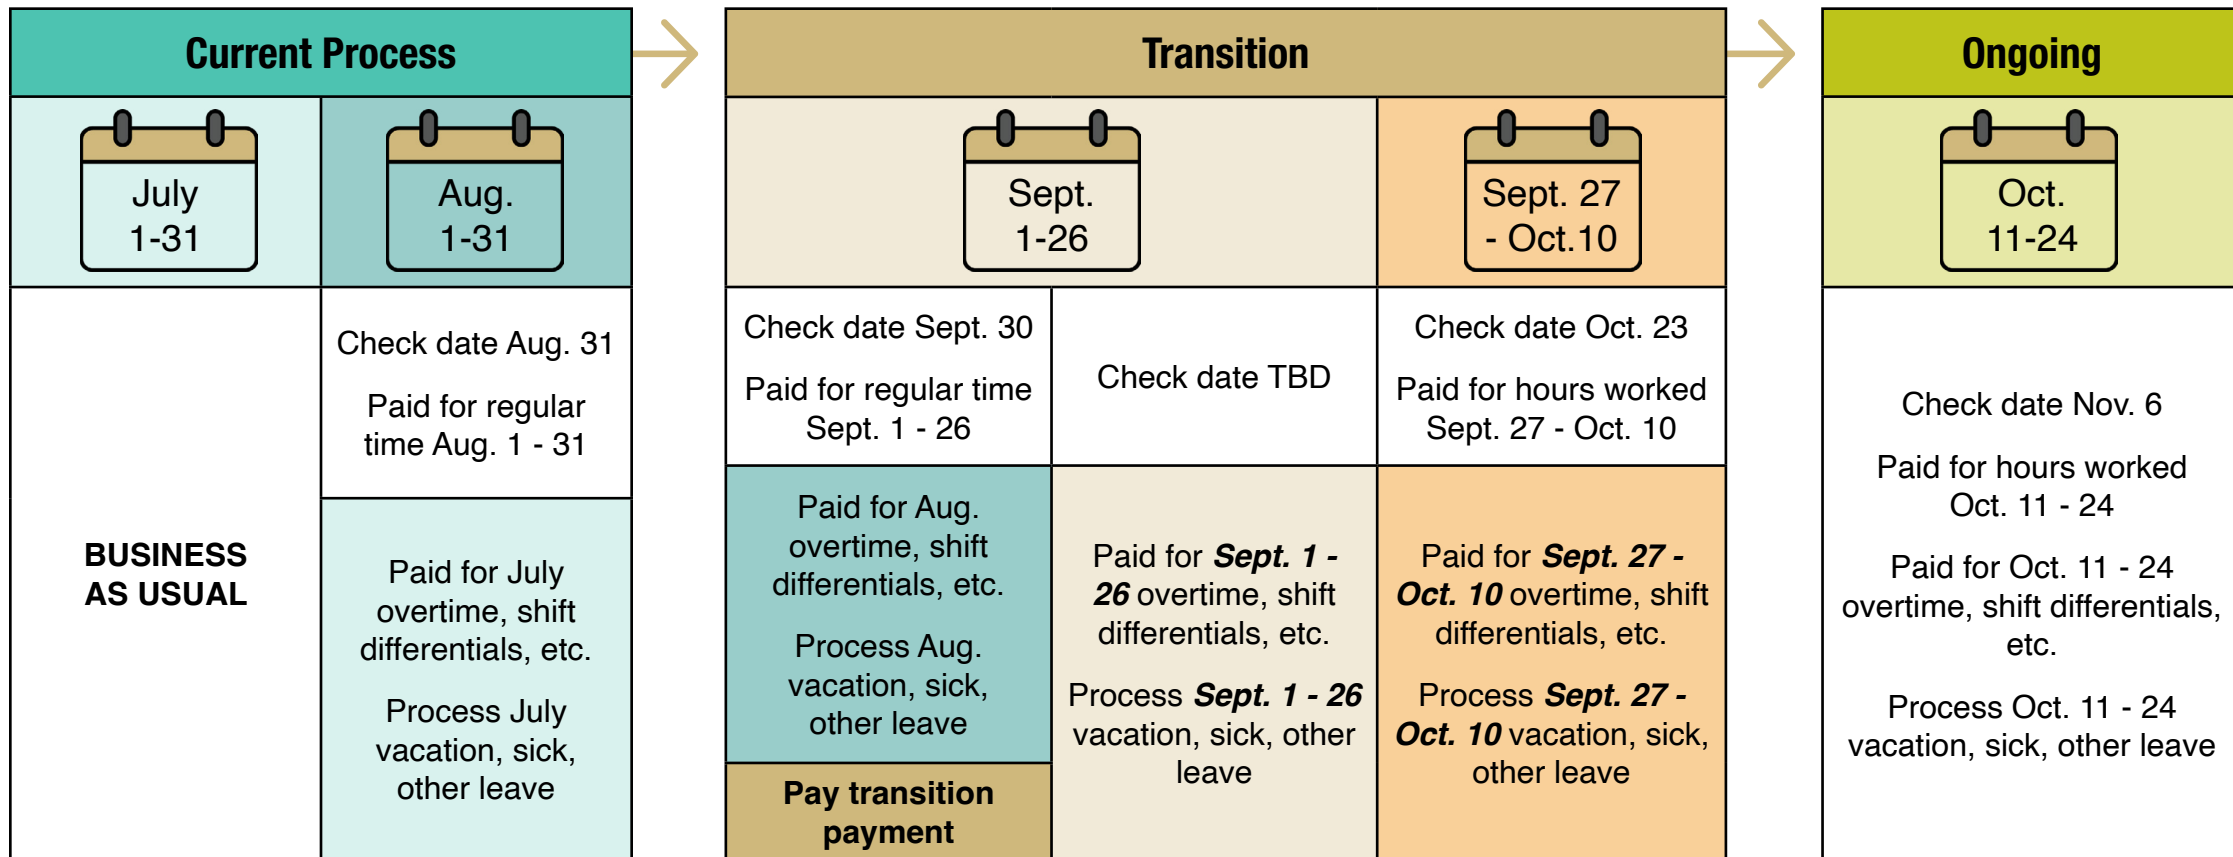 Current Process
Transition
Ongoing
July
1-31
Aug.
1-31
Sept.
1-26
Sept. 27
- Oct.10
Oct.
11-24
BUSINESS
AS USUAL
Check date Aug. 31
Paid for regular
time Aug. 1 - 31
Paid for July
overtime, shift
differentials, etc.
Process July
vacation, sick,
other leave
Check date Sept. 30
Paid for regular time
Sept. 1 - 26
Paid for Aug.
overtime, shift
differentials, etc.
Process Aug.
vacation, sick,
other leave
Pay transition
payment
Check date TBD
Paid for Sept. 1 -
26 overtime, shift
differentials, etc.
Process Sept. 1 - 26
vacation, sick, other
leave
Check date Oct. 23
Paid for hours worked
Sept. 27 - Oct. 10
Paid for Sept. 27 -
Oct. 10 overtime, shift
differentials, etc.
Process Sept. 27 -
Oct. 10 vacation, sick,
other leave
Check date Nov. 6
Paid for hours worked
Oct. 11 - 24
Paid for Oct. 11 - 24
overtime, shift differentials,
etc.
Process Oct. 11 - 24
vacation, sick, other leave